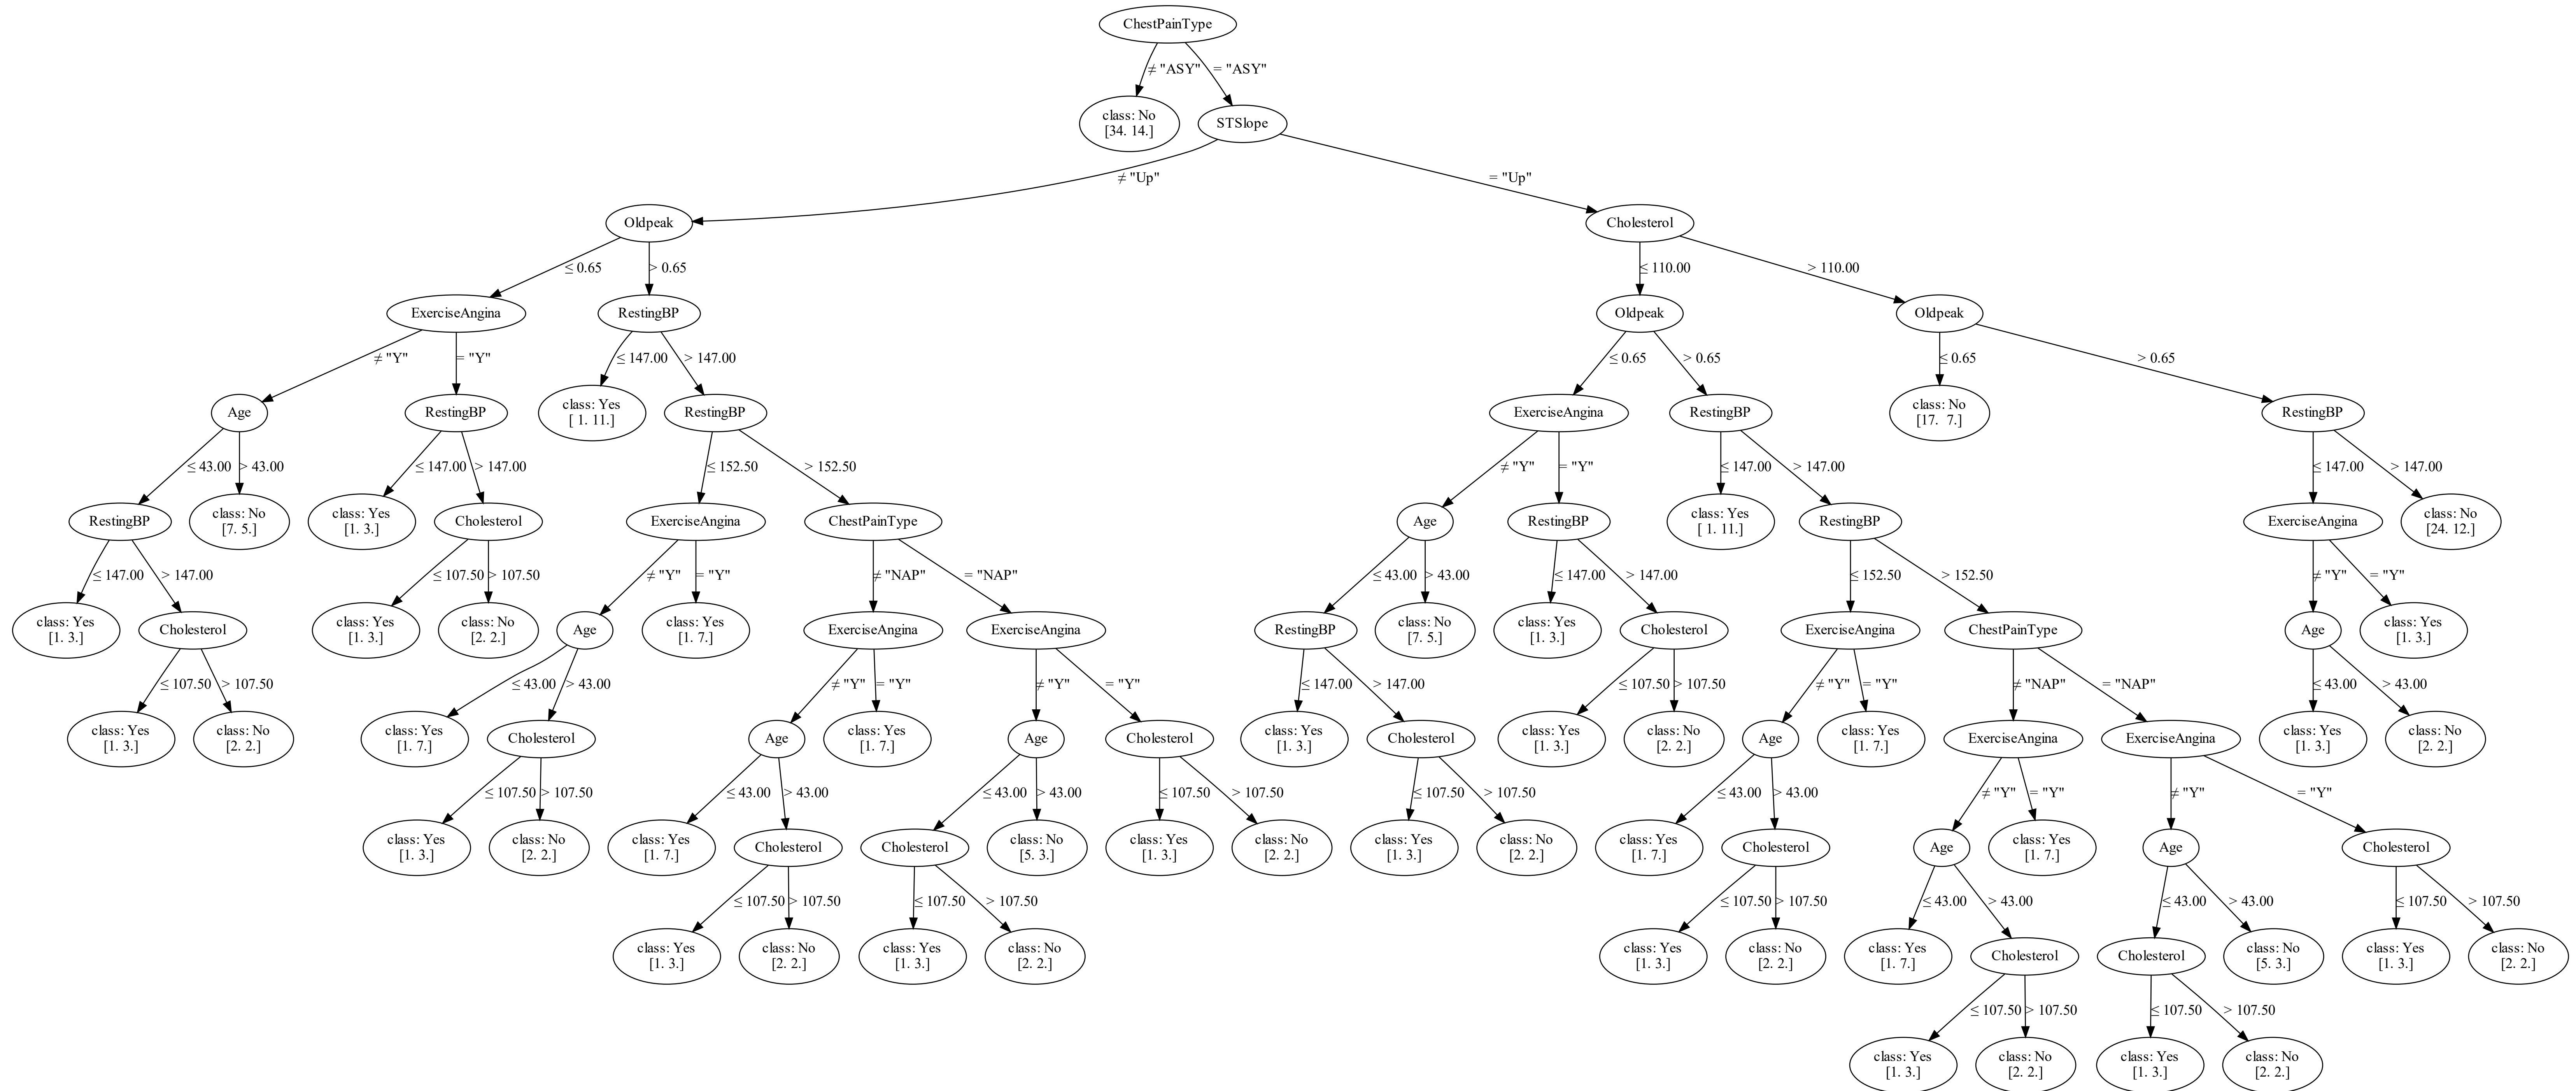 ChestPainType
≠ "ASY"
= "ASY"
class: No
[34. 14.]
STSlope
≠ "Up"
= "Up"
Oldpeak
Cholesterol
≤ 0.65
> 0.65
≤ 110.00
> 110.00
ExerciseAngina
RestingBP
Oldpeak
Oldpeak
≠ "Y"
= "Y"
≤ 147.00
> 147.00
≤ 0.65
> 0.65
≤ 0.65
> 0.65
Age
RestingBP
class: Yes
[ 1. 11.]
RestingBP
ExerciseAngina
RestingBP
class: No
[17. 7.]
RestingBP
≤ 43.00
> 43.00
≤ 147.00
> 147.00
≤ 152.50
> 152.50
≠ "Y"
= "Y"
≤ 147.00
> 147.00
≤ 147.00
> 147.00
RestingBP
class: No
[7. 5.]
class: Yes
[1. 3.]
Cholesterol
ExerciseAngina
ChestPainType
Age
RestingBP
class: Yes
[ 1. 11.]
RestingBP
ExerciseAngina
class: No
[24. 12.]
≤ 147.00
> 147.00
≤ 107.50
> 107.50
≠ "Y"
= "Y"
≠ "NAP"
= "NAP"
≤ 43.00
> 43.00
≤ 147.00
> 147.00
≤ 152.50
> 152.50
≠ "Y"
= "Y"
class: Yes
[1. 3.]
Cholesterol
class: Yes
[1. 3.]
class: No
[2. 2.]
Age
class: Yes
[1. 7.]
ExerciseAngina
ExerciseAngina
RestingBP
class: No
[7. 5.]
class: Yes
[1. 3.]
Cholesterol
ExerciseAngina
ChestPainType
Age
class: Yes
[1. 3.]
≤ 107.50
> 107.50
≤ 43.00
> 43.00
≠ "Y"
= "Y"
≠ "Y"
= "Y"
≤ 147.00
> 147.00
≤ 107.50
> 107.50
≠ "Y"
= "Y"
≠ "NAP"
= "NAP"
≤ 43.00
> 43.00
class: Yes
[1. 3.]
class: No
[2. 2.]
class: Yes
[1. 7.]
Cholesterol
Age
class: Yes
[1. 7.]
Age
Cholesterol
class: Yes
[1. 3.]
Cholesterol
class: Yes
[1. 3.]
class: No
[2. 2.]
Age
class: Yes
[1. 7.]
ExerciseAngina
ExerciseAngina
class: Yes
[1. 3.]
class: No
[2. 2.]
≤ 107.50
> 107.50
≤ 43.00
> 43.00
≤ 43.00
> 43.00
≤ 107.50
> 107.50
≤ 107.50
> 107.50
≤ 43.00
> 43.00
≠ "Y"
= "Y"
≠ "Y"
= "Y"
class: Yes
[1. 3.]
class: No
[2. 2.]
class: Yes
[1. 7.]
Cholesterol
Cholesterol
class: No
[5. 3.]
class: Yes
[1. 3.]
class: No
[2. 2.]
class: Yes
[1. 3.]
class: No
[2. 2.]
class: Yes
[1. 7.]
Cholesterol
Age
class: Yes
[1. 7.]
Age
Cholesterol
≤ 107.50
> 107.50
≤ 107.50
> 107.50
≤ 107.50
> 107.50
≤ 43.00
> 43.00
≤ 43.00
> 43.00
≤ 107.50
> 107.50
class: Yes
[1. 3.]
class: No
[2. 2.]
class: Yes
[1. 3.]
class: No
[2. 2.]
class: Yes
[1. 3.]
class: No
[2. 2.]
class: Yes
[1. 7.]
Cholesterol
Cholesterol
class: No
[5. 3.]
class: Yes
[1. 3.]
class: No
[2. 2.]
≤ 107.50
> 107.50
≤ 107.50
> 107.50
class: Yes
[1. 3.]
class: No
[2. 2.]
class: Yes
[1. 3.]
class: No
[2. 2.]